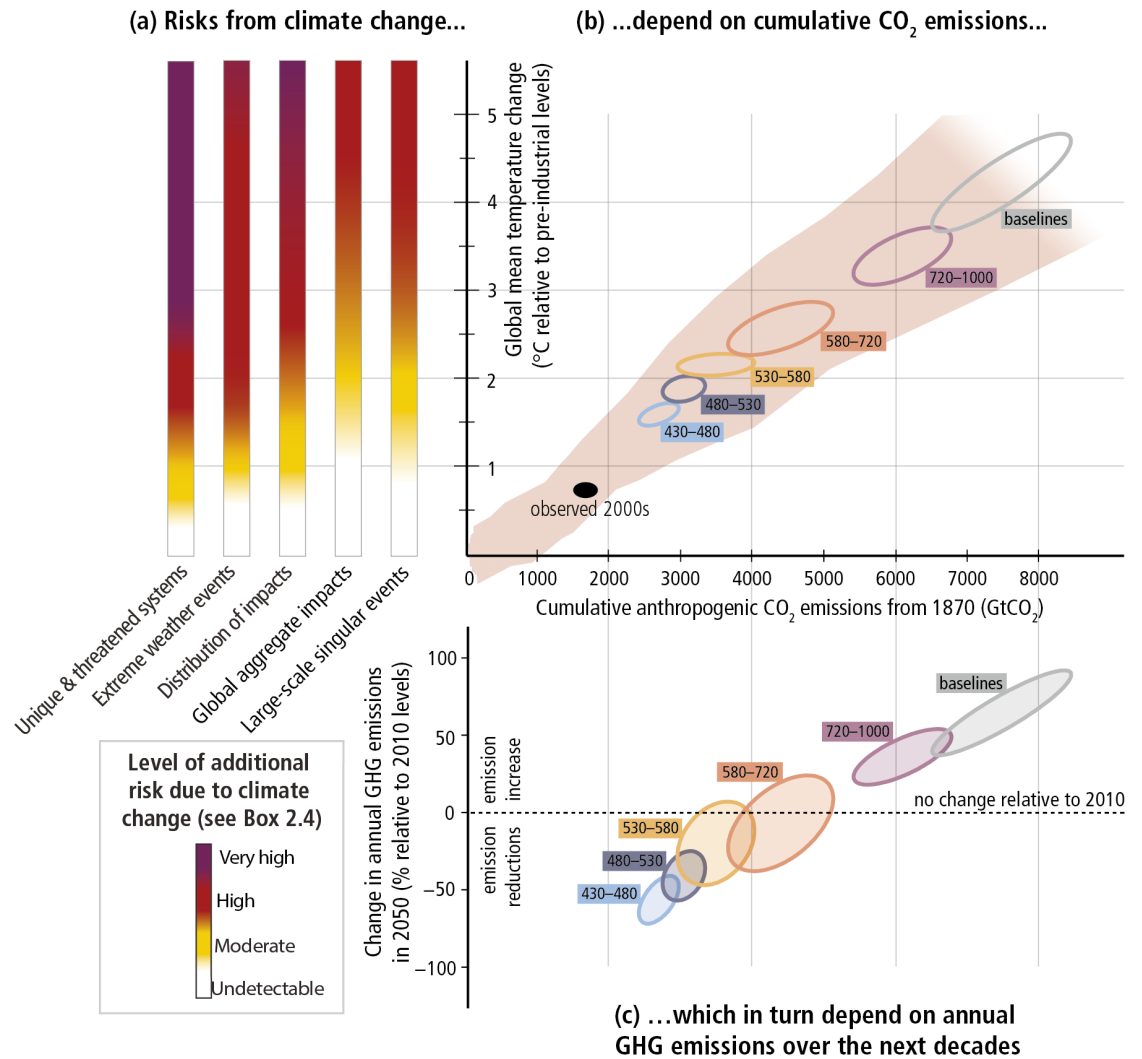 (a) Risks from climate change...
(b) ...depend on cumulative CO₂ emissions...
Global mean temperature change
(°C relative to pre-industrial levels)
5
4
3
2
1
baselines
720–1000
580–720
530–580
480–530
430–480
observed 2000s
0
1000
2000
3000
4000
5000
6000
7000
8000
Cumulative anthropogenic CO₂ emissions from 1870 (GtCO₂)
Unique & threatened systems
Extreme weather events
Distribution of impacts
Global aggregate impacts
Large-scale singular events
Level of additional
risk due to climate
change (see Box 2.4)
Very high
High
Moderate
Undetectable
Change in annual GHG emissions
in 2050 (% relative to 2010 levels)
100
50
0
−50
−100
emission
increase
emission
reductions
baselines
720–1000
580–720
no change relative to 2010
530–580
480–530
430–480
(c) ...which in turn depend on annual
GHG emissions over the next decades